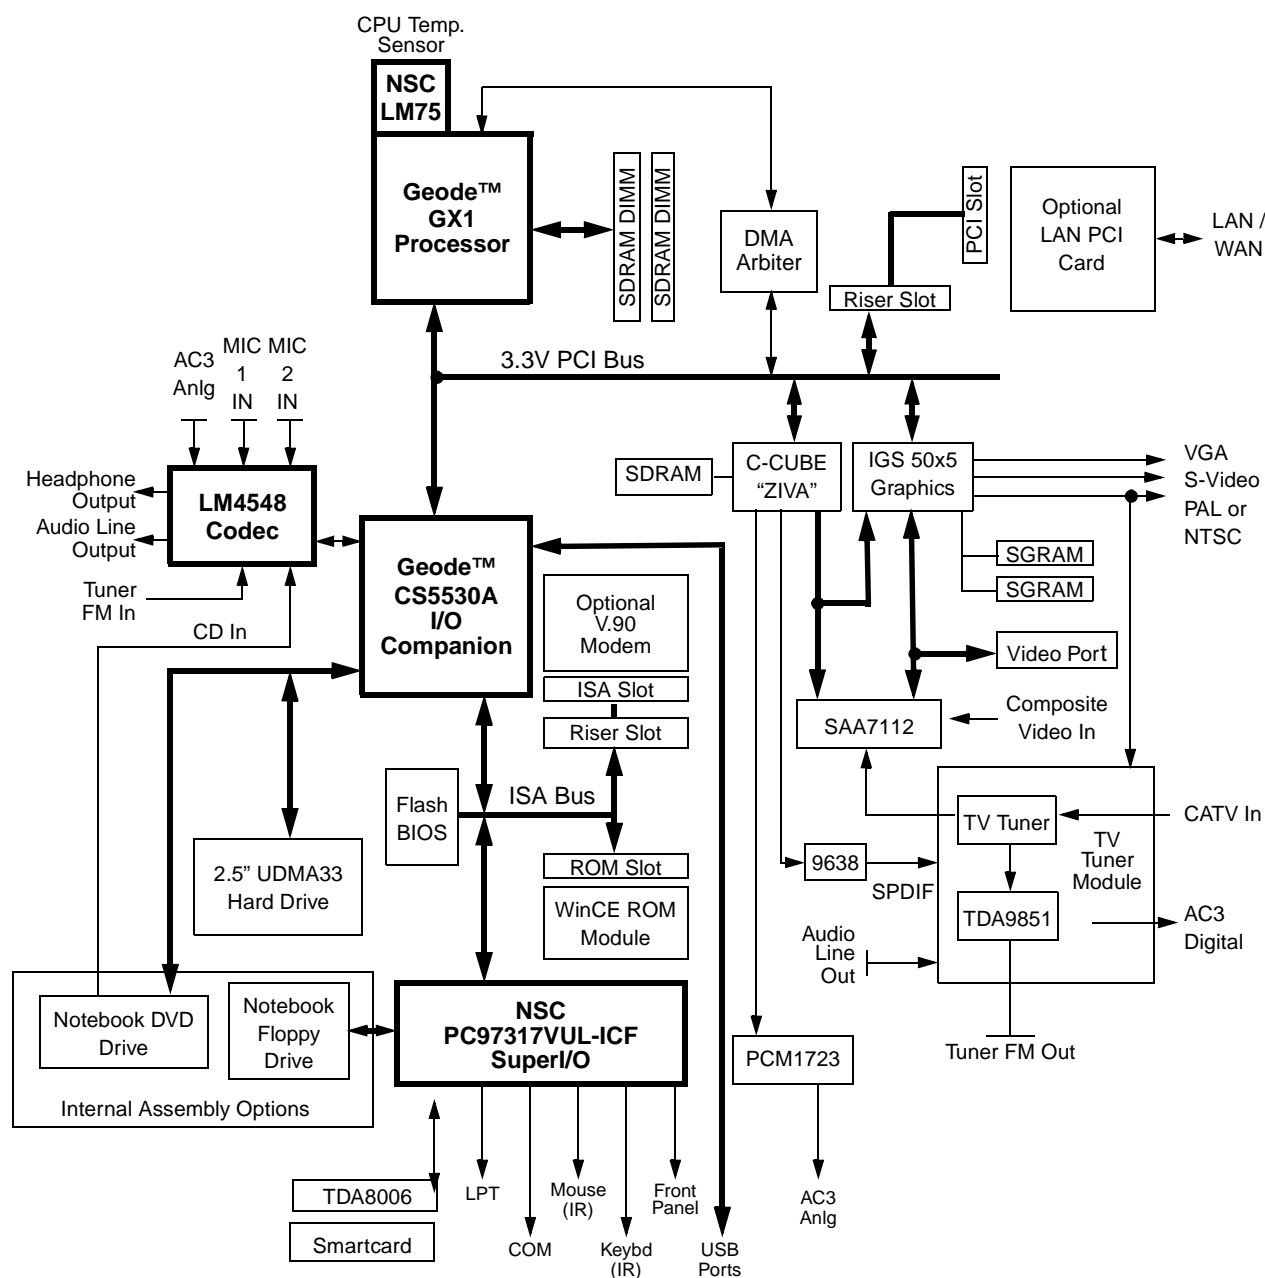 CPU Temp.
Sensor
NSC
LM75
Geode™
GX1
Processor
SDRAM DIMM
SDRAM DIMM
DMA
Arbiter
PCI Slot
Riser Slot
Optional
LAN PCI
Card
LAN /
WAN
3.3V PCI Bus
AC3
Anlg
MIC
1
IN
MIC
2
IN
Headphone
Output
Audio Line
Output
LM4548
Codec
Tuner
FM In
CD In
Geode™
CS5530A
I/O
Companion
SDRAM
C-CUBE
“ZIVA”
IGS 50x5
Graphics
VGA
S-Video
PAL or
NTSC
SGRAM
SGRAM
Video Port
Optional
V.90
Modem
ISA Slot
Riser Slot
SAA7112
Composite
Video In
Flash
BIOS
ISA Bus
ROM Slot
WinCE ROM
Module
2.5” UDMA33
Hard Drive
TV Tuner
CATV In
TV
Tuner
Module
9638
SPDIF
TDA9851
AC3
Digital
Audio
Line
Out
Tuner FM Out
Notebook DVD
Drive
Notebook
Floppy
Drive
Internal Assembly Options
NSC
PC97317VUL-ICF
SuperI/O
PCM1723
TDA8006
Smartcard
LPT
COM
Mouse
(IR)
Keybd
(IR)
Front
Panel
USB
Ports
AC3
Anlg